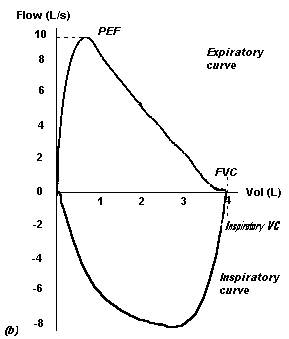 Flow (L/s)
10
PEF
Expiratory
curve
8
6
4
2
FVC
0
1
2
3
4
Vol (L)
-2
Inspiratory VC
-4
-6
Inspiratory
curve
-8
(b)